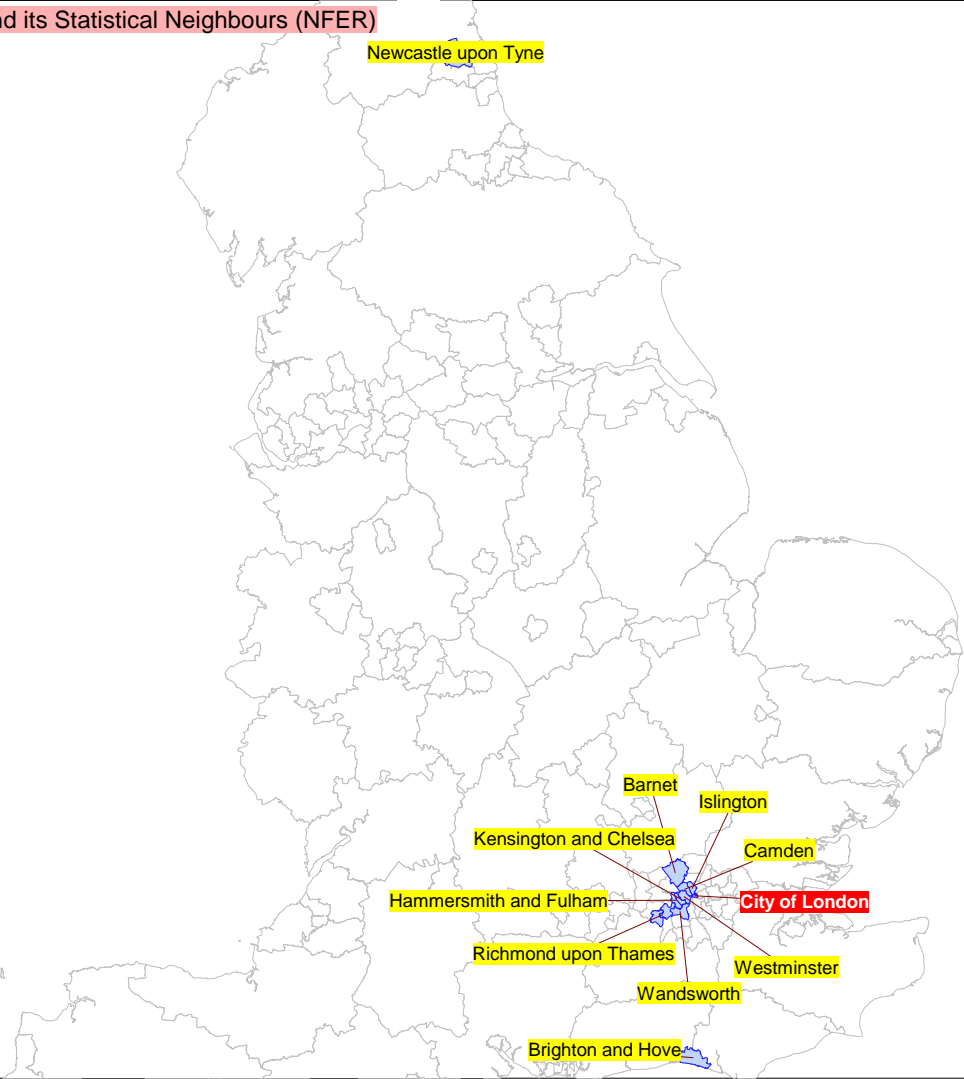 nd its Statistical Neighbours (NFER)
Newcastle upon Tyne
Barnet
Islington
Kensington and Chelsea
Camden
Hammersmith and Fulham
City of London
Richmond upon Thames
Westminster
Wandsworth
Brighton and Hove